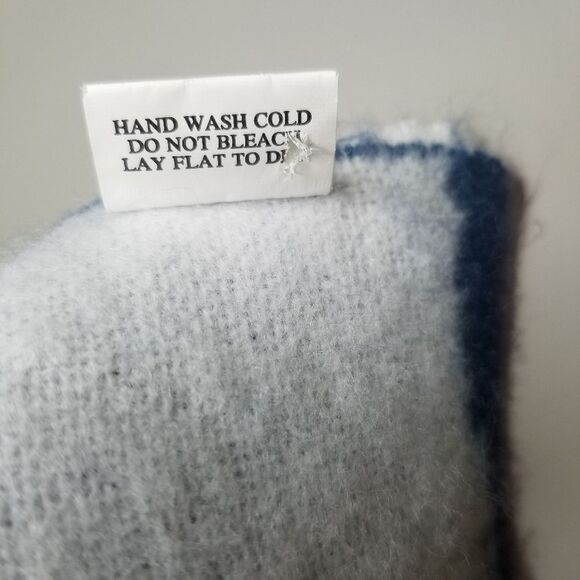 HAND WASH COLD
DO NOT BLEACH
LAY FLAT TO